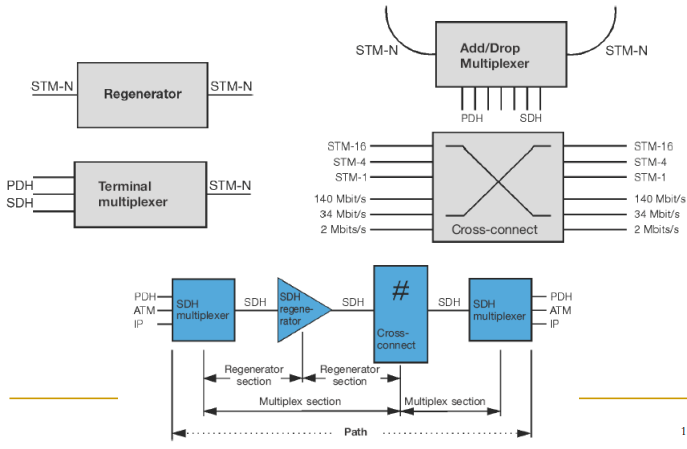 STM-N
Regenerator
STM-N
STM-N
Add/Drop
Multiplexer
STM-N
PDH
SDH
PDH
SDH
Terminal
multiplexer
STM-N
STM-16
STM-4
STM-1
140 Mbit/s
34 Mbit/s
2 Mbits/s
Cross-connect
STM-16
STM-4
STM-1
140 Mbit/s
34 Mbit/s
2 Mbits/s
PDH
ATM
IP
SDH
multiplexer
SDH
SDH
regene-
rator
SDH
#
Cross-
connect
SDH
SDH
multiplexer
PDH
ATM
IP
Regenerator
section
Regenerator
section
Multiplex section
Multiplex section
Path
1